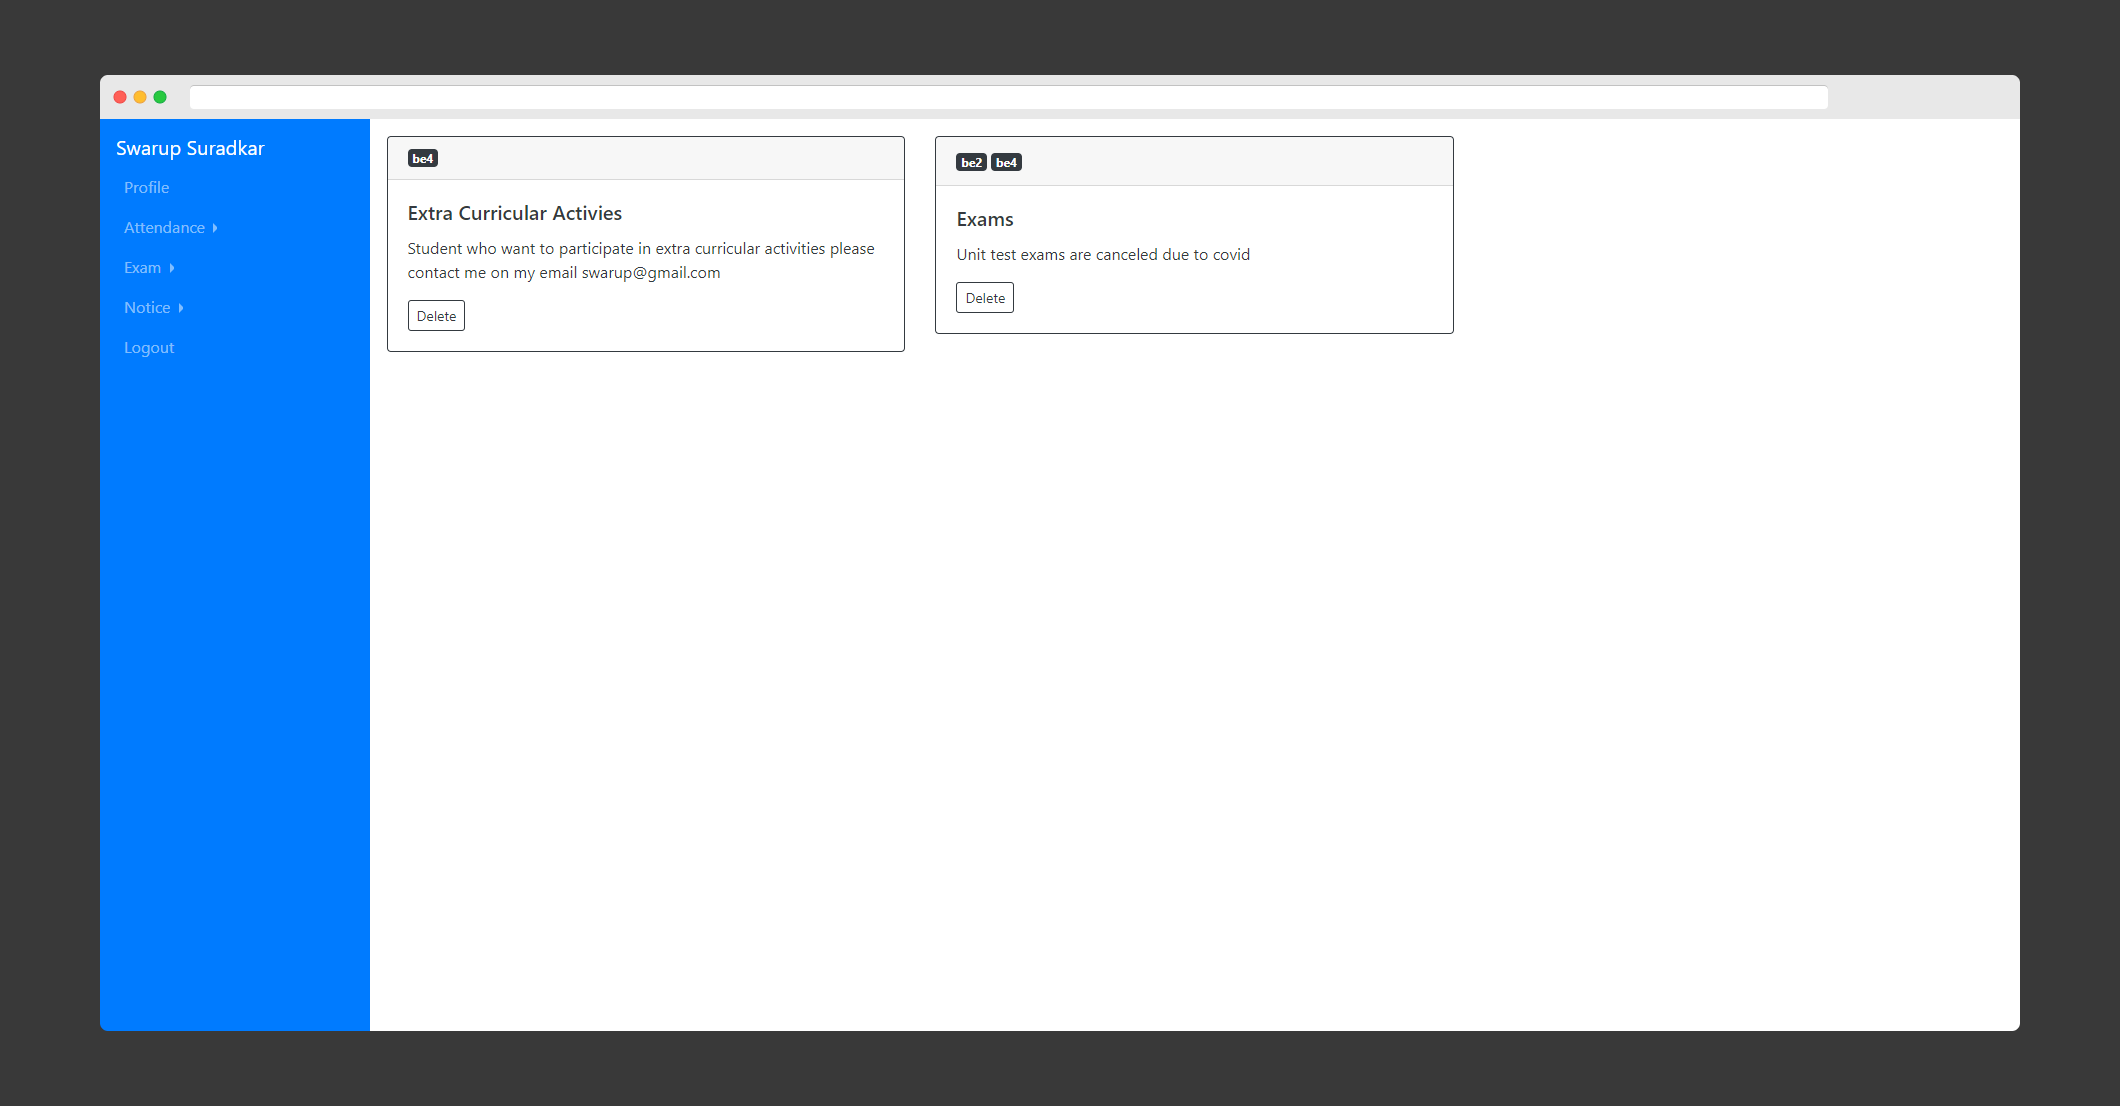 Swarup Suradkar
Profile
Attendance
Exam
Notice
Logout
be4
Extra Curricular Activies
Student who want to participate in extra curricular activities please
contact me on my email swarup@gmail.com
Delete
be2 be4
Exams
Unit test exams are canceled due to covid
Delete